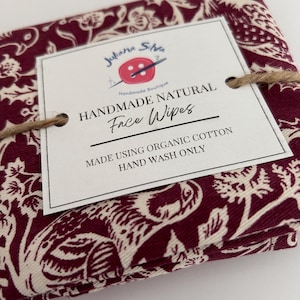 Juliana Silva
Handmade Boutique
HANDMADE NATURAL
Face Wipes
MADE USING ORGANIC COTTON
HAND WASH ONLY